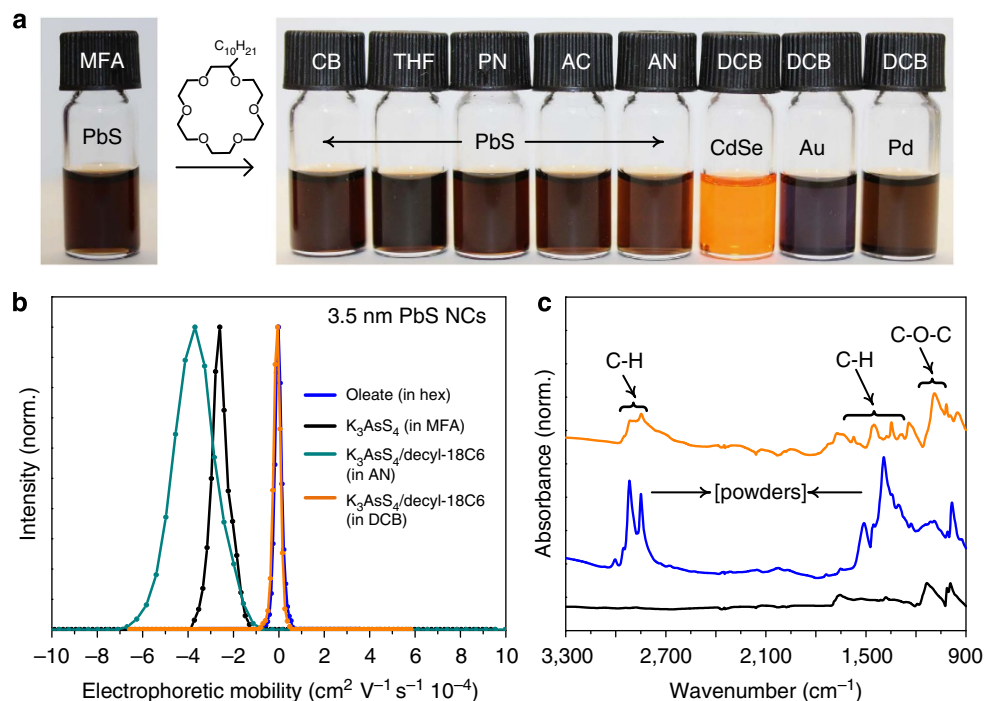 a
MFA
PbS
C₁₀H₂₁
O
O
O
O
O
O
CB THF PN AC AN DCB DCB DCB
PbS
CdSe Au Pd
b
3.5 nm PbS NCs
Intensity (norm.)
Oleate (in hex)
K₃AsS₄ (in MFA)
K₃AsS₄/decyl-18C6
(in AN)
K₃AsS₄/decyl-18C6
(in DCB)
−10 −8 −6 −4 −2 0 2 4 6 8 10
Electrophoretic mobility (cm² V⁻¹ s⁻¹ 10⁻⁴)
c
Absorbance (norm.)
C-H
C-H
C-O-C
[powders]
3,300 2,700 2,100 1,500 900
Wavenumber (cm⁻¹)